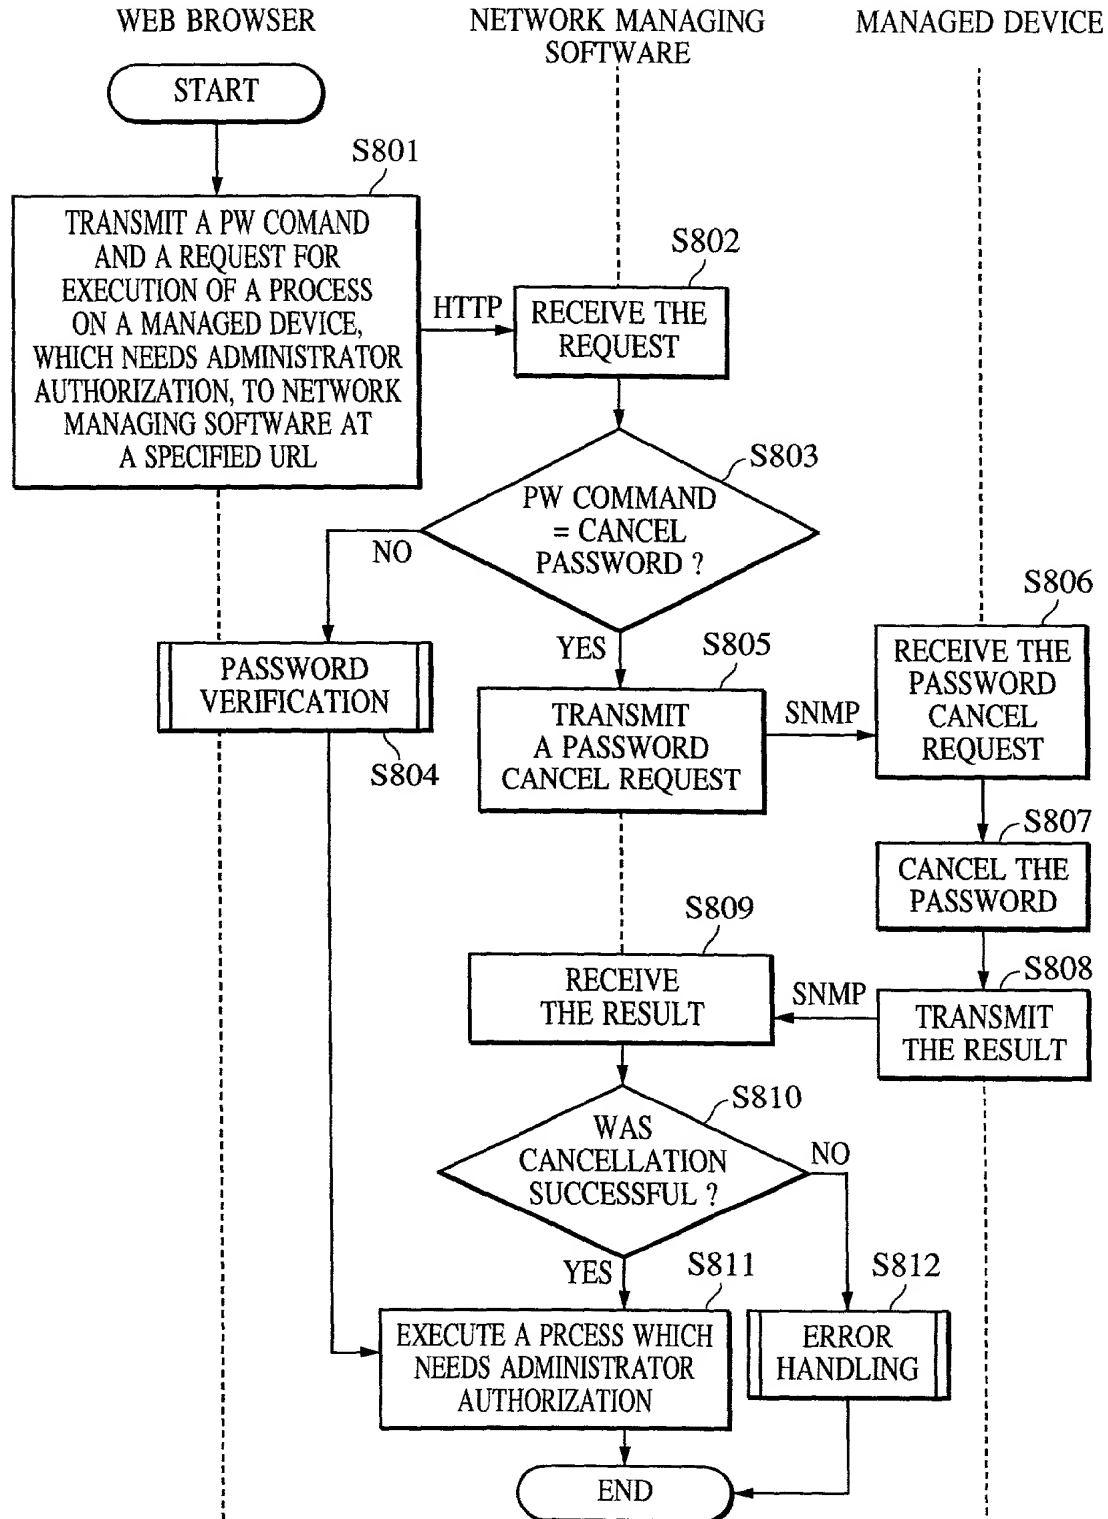 WEB BROWSER
NETWORK MANAGING
SOFTWARE
MANAGED DEVICE
START
S801
TRANSMIT A PW COMAND
AND A REQUEST FOR
EXECUTION OF A PROCESS
ON A MANAGED DEVICE,
WHICH NEEDS ADMINISTRATOR
AUTHORIZATION, TO NETWORK
MANAGING SOFTWARE AT
A SPECIFIED URL
HTTP
S802
RECEIVE THE
REQUEST
S803
PW COMMAND
= CANCEL
PASSWORD ?
NO
YES
PASSWORD
VERIFICATION
S804
S805
TRANSMIT
A PASSWORD
CANCEL REQUEST
SNMP
S806
RECEIVE THE
PASSWORD
CANCEL
REQUEST
S807
CANCEL THE
PASSWORD
S808
TRANSMIT
THE RESULT
SNMP
S809
RECEIVE
THE RESULT
S810
WAS
CANCELLATION
SUCCESSFUL ?
NO
YES
S811
EXECUTE A PRCESS WHICH
NEEDS ADMINISTRATOR
AUTHORIZATION
S812
ERROR
HANDLING
END